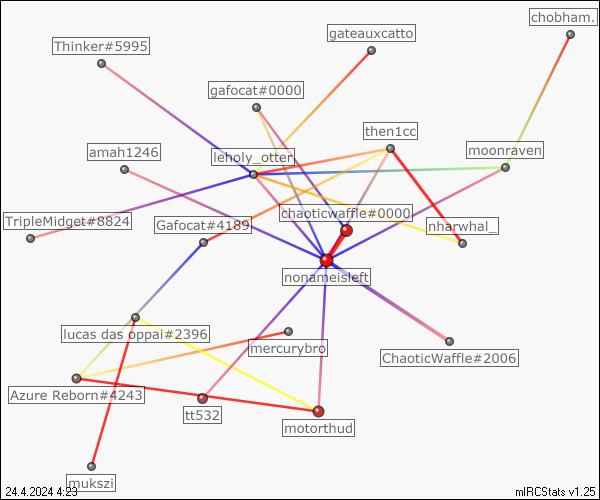 chobham.
gateauxcatto
Thinker#5995
gafocat#0000
then1cc
moonraven
amah1246
leholy_otter
chaoticwaffle#0000
TripleMidget#8824
Gafocat#4189
nharwhal_
nonameisleft
lucas das oppai#2396
mercurybro
ChaoticWaffle#2006
Azure Reborn#4243
tt532
motorthud
mukszi
24.4.2024 4:23
mIRCStats v1.25